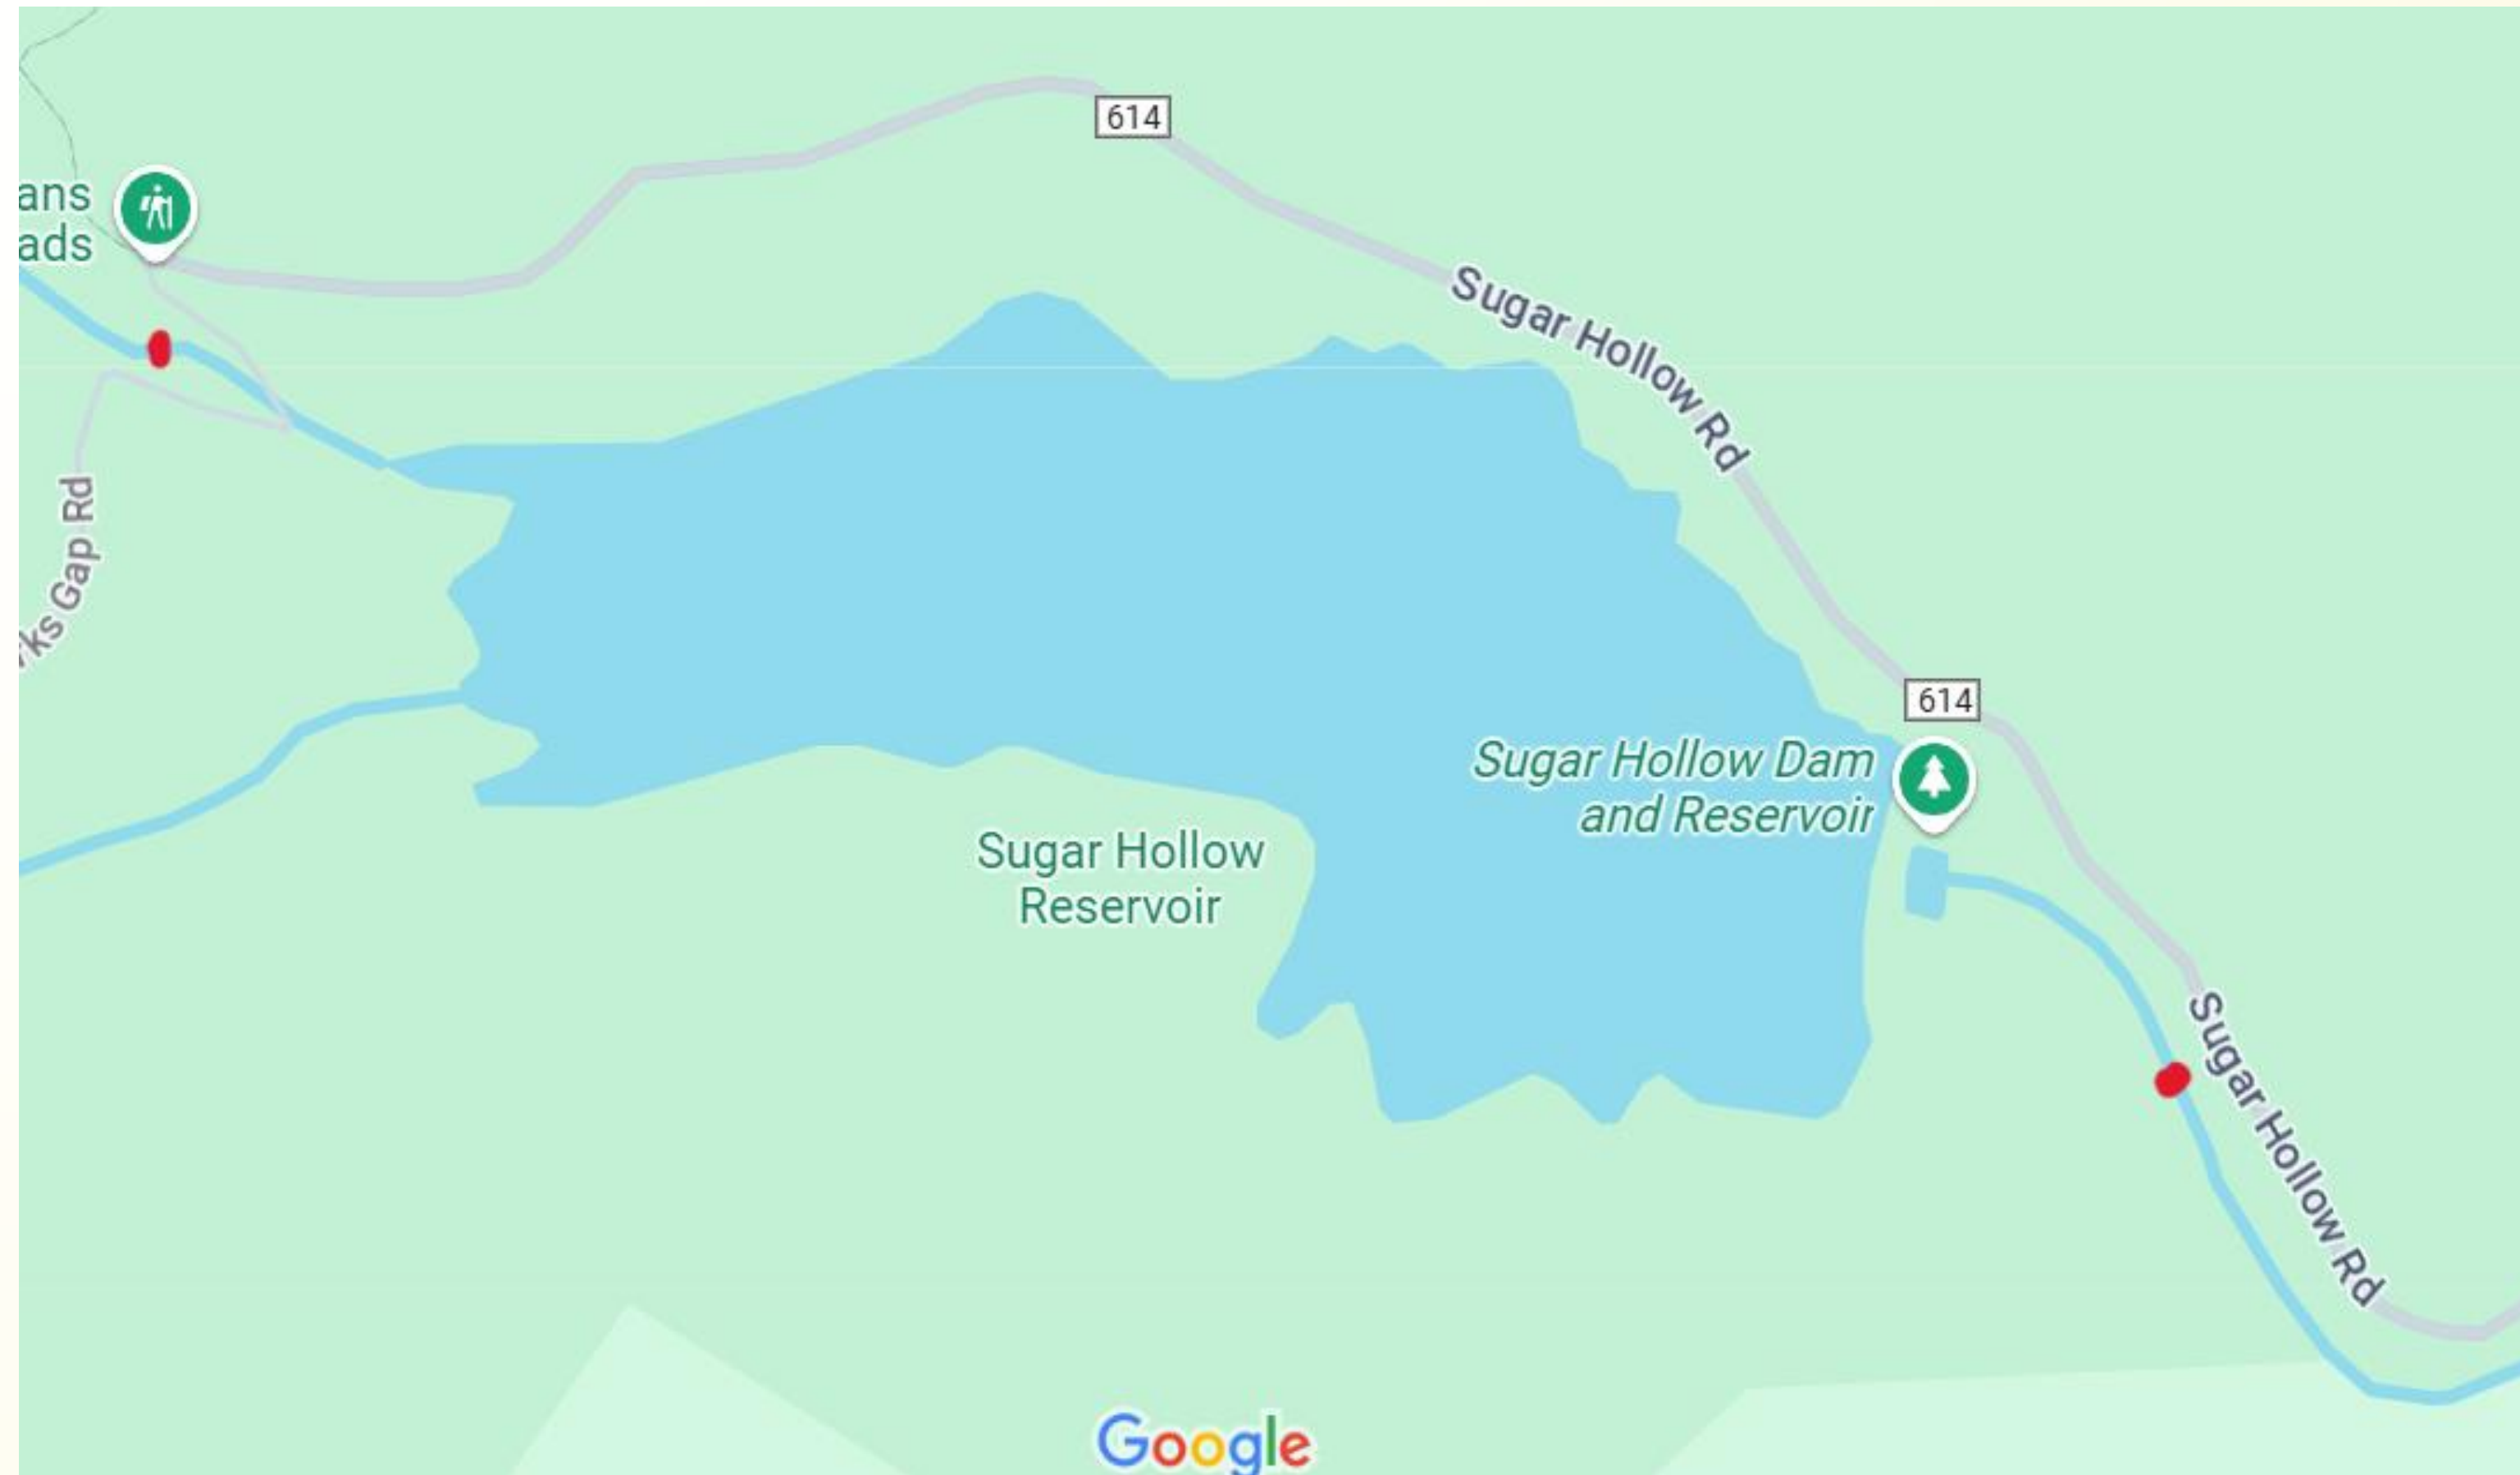 614
ans
ads
Sugar Hollow Rd
rks Gap Rd
614
Sugar Hollow Dam
and Reservoir
Sugar Hollow
Reservoir
Sugar Hollow Rd
Google